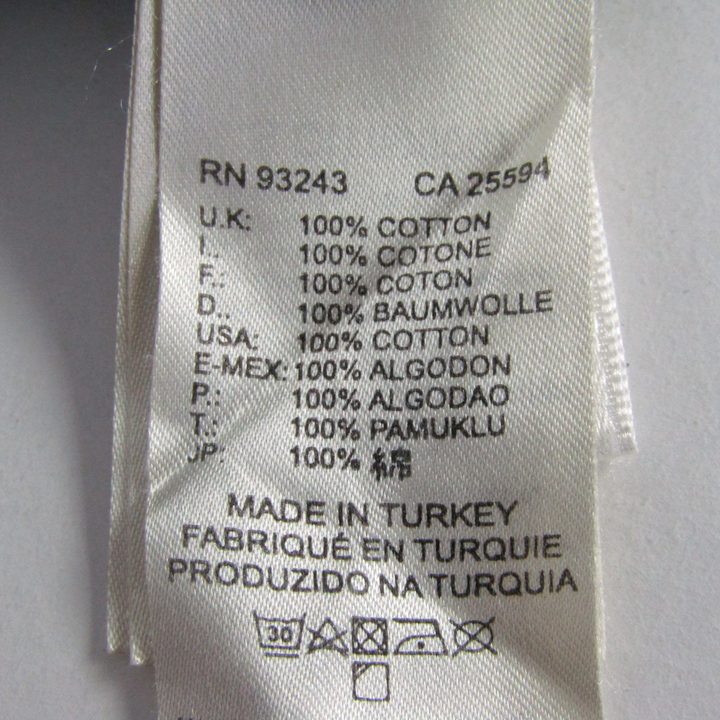 RN 93243 CA 25594
U.K: 100% COTTON
I.: 100% COTONE
F.: 100% COTON
D.. 100% BAUMWOLLE
USA: 100% COTTON
E-MEX: 100% ALGODON
P.: 100% ALGODAO
T.: 100% PAMUKLU
JP: 100% 綿
MADE IN TURKEY
FABRIQUÉ EN TURQUIE
PRODUZIDO NA TURQUIA
30